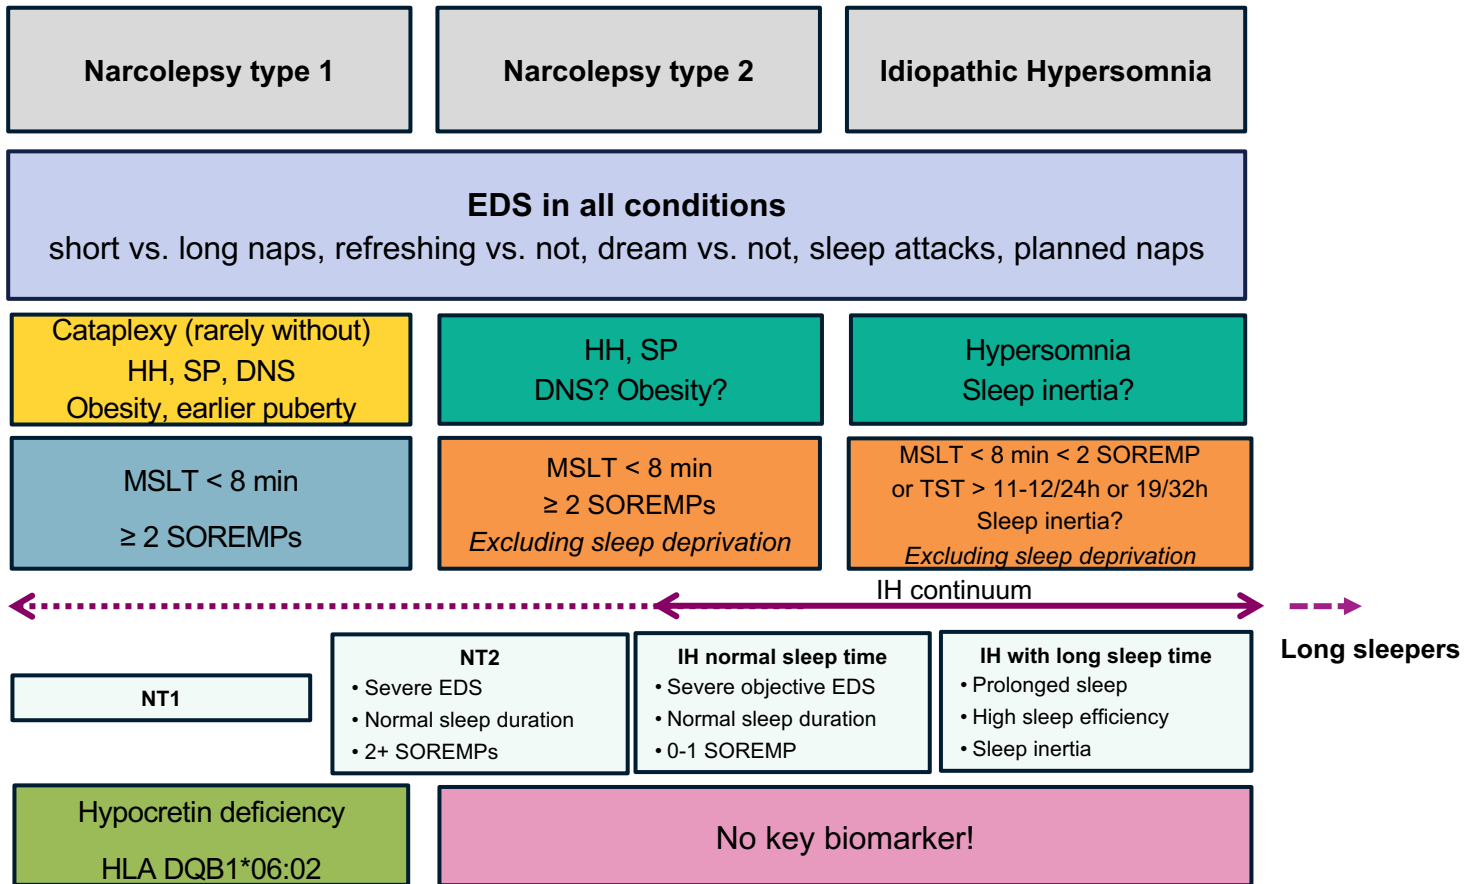 Narcolepsy type 1
Narcolepsy type 2
Idiopathic Hypersomnia
EDS in all conditions
short vs. long naps, refreshing vs. not, dream vs. not, sleep attacks, planned naps
Cataplexy (rarely without)
HH, SP, DNS
Obesity, earlier puberty
HH, SP
DNS? Obesity?
Hypersomnia
Sleep inertia?
MSLT < 8 min
≥ 2 SOREMPs
MSLT < 8 min
≥ 2 SOREMPs
Excluding sleep deprivation
MSLT < 8 min < 2 SOREMP
or TST > 11-12/24h or 19/32h
Sleep inertia?
Excluding sleep deprivation
IH continuum
Long sleepers
NT1
NT2
• Severe EDS
• Normal sleep duration
• 2+ SOREMPs
IH normal sleep time
• Severe objective EDS
• Normal sleep duration
• 0-1 SOREMP
IH with long sleep time
• Prolonged sleep
• High sleep efficiency
• Sleep inertia
Hypocretin deficiency
HLA DQB1*06:02
No key biomarker!